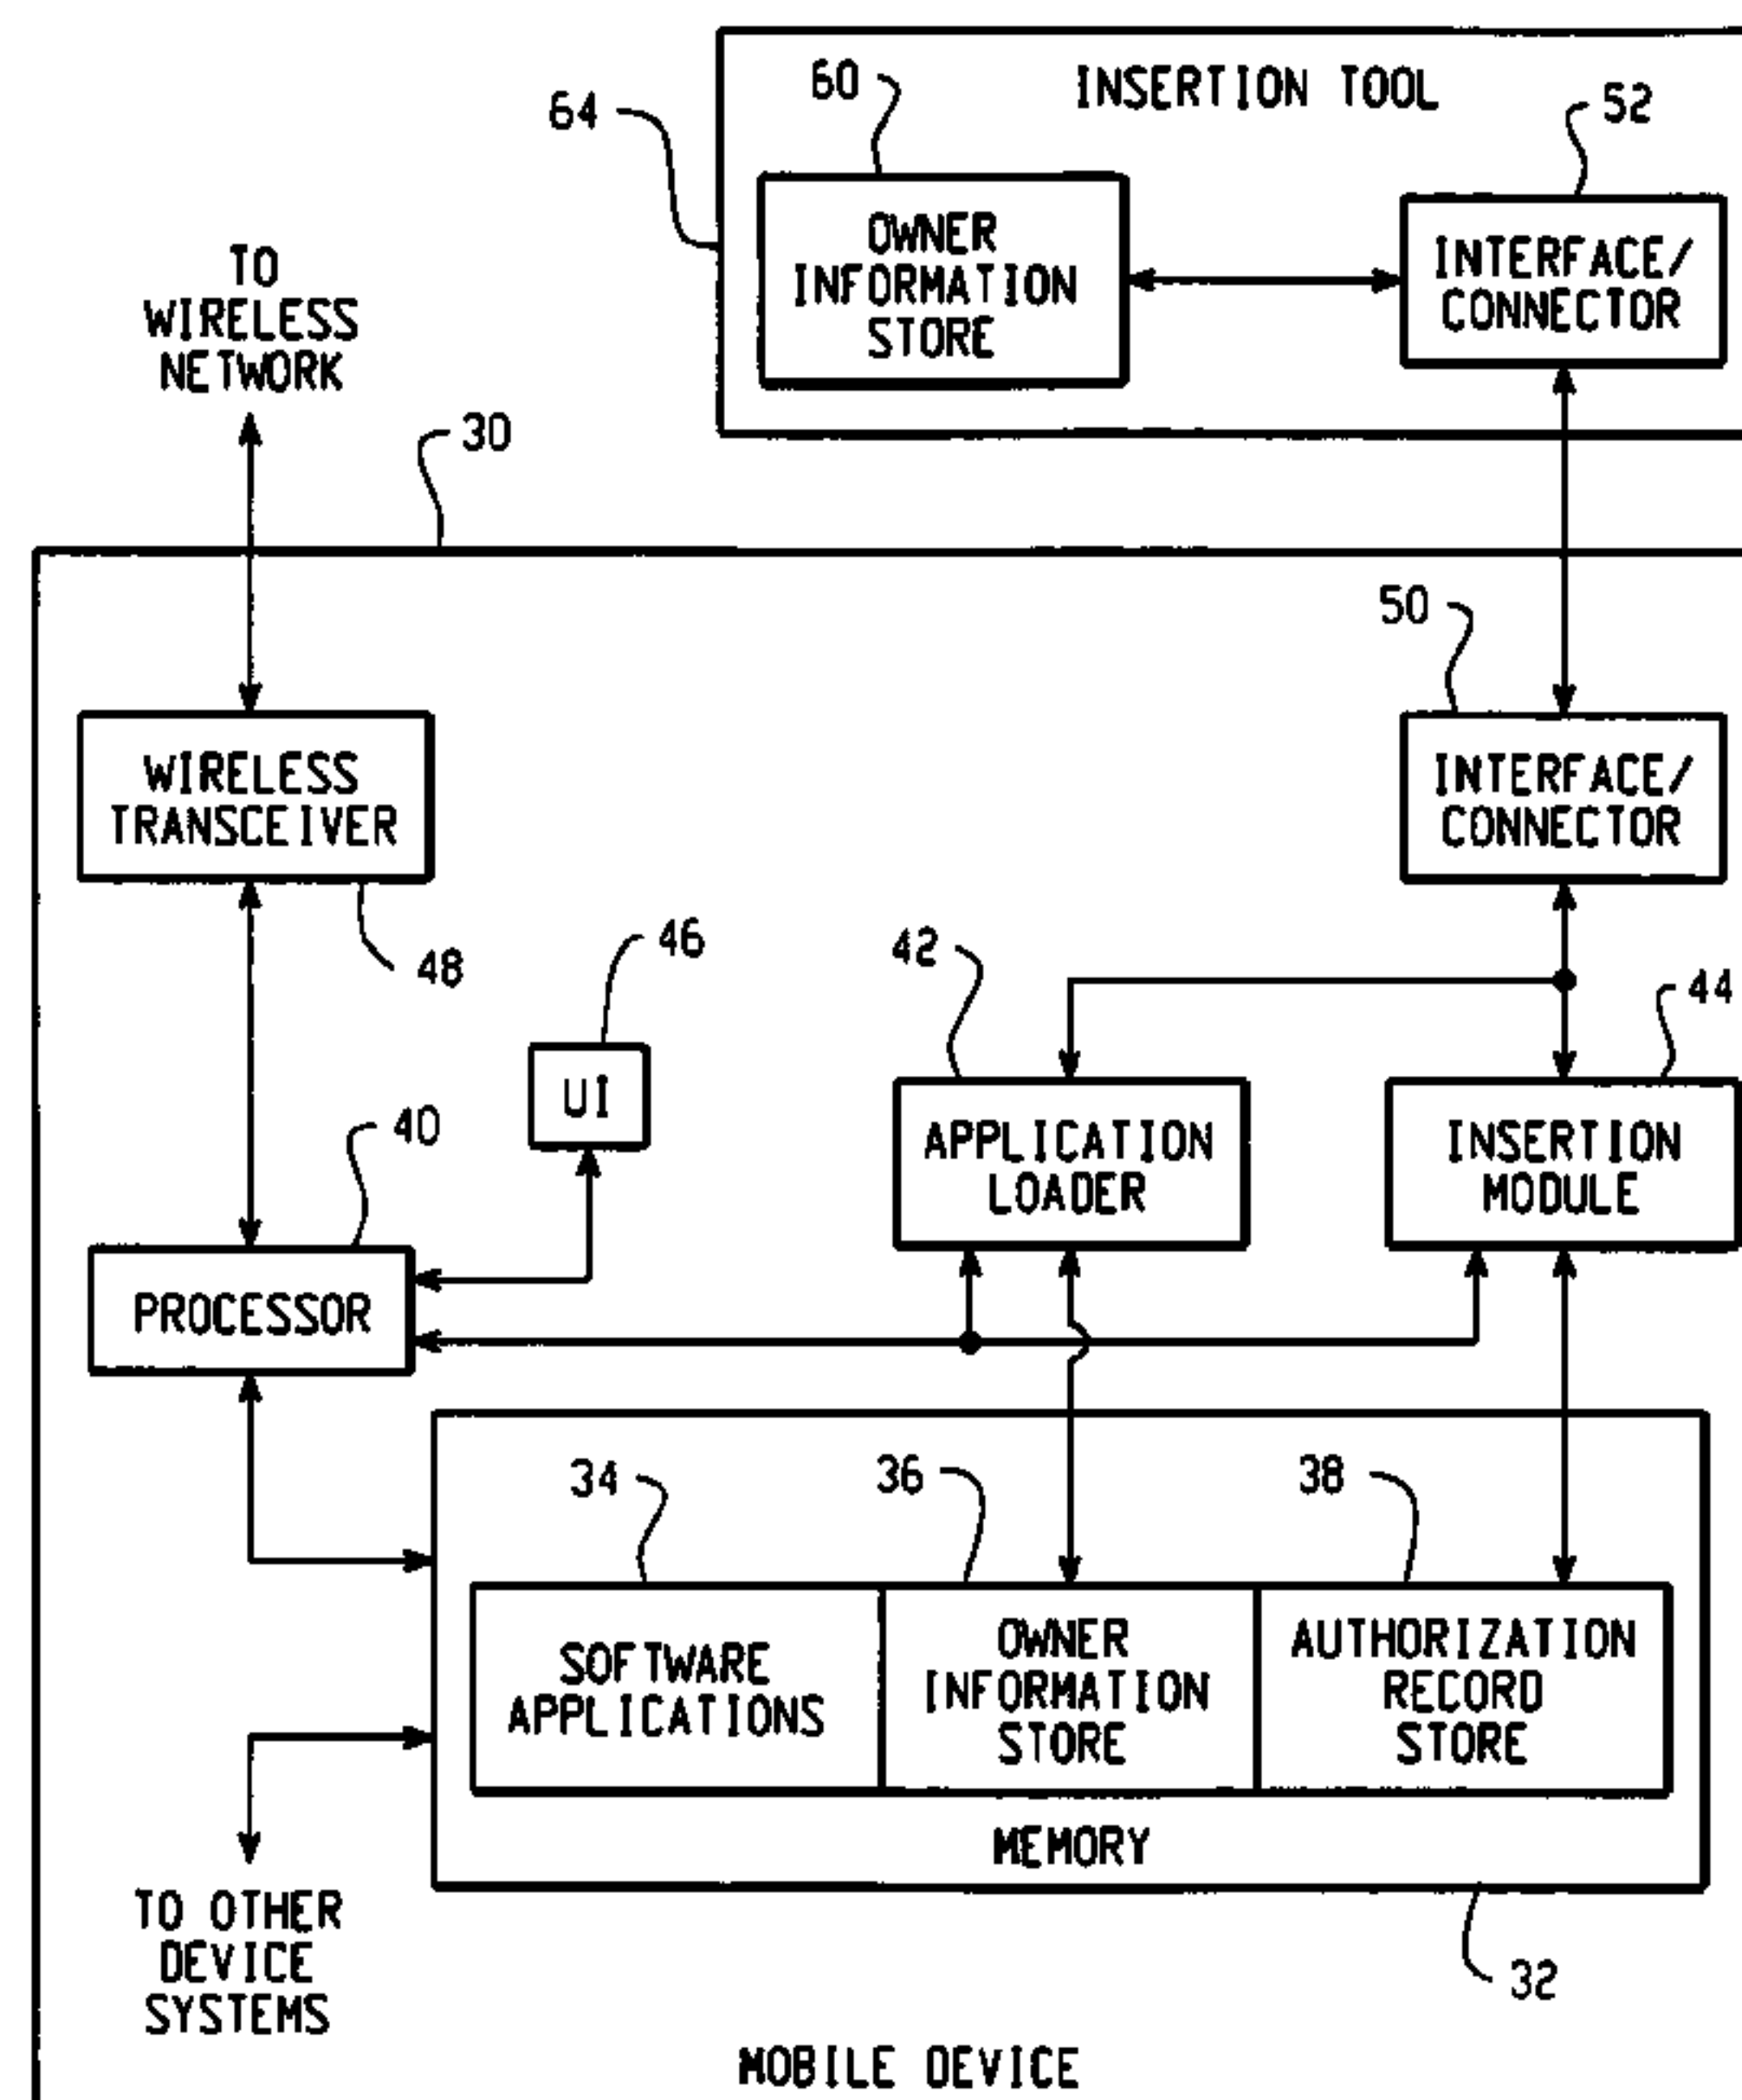 INSERTION TOOL
60
64
52
OWNER
INFORMATION
STORE
INTERFACE/
CONNECTOR
TO
WIRELESS
NETWORK
30
50
WIRELESS
TRANSCEIVER
INTERFACE/
CONNECTOR
48
46
42
44
UI
40
APPLICATION
LOADER
INSERTION
MODULE
PROCESSOR
34
36
38
SOFTWARE
APPLICATIONS
OWNER
INFORMATION
STORE
AUTHORIZATION
RECORD
STORE
MEMORY
TO OTHER
DEVICE
SYSTEMS
32
MOBILE DEVICE